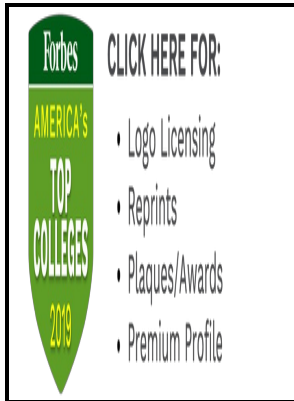 Forbes
AMERICA's
TOP
COLLEGES
2019
CLICK HERE FOR:
• Logo Licensing
• Reprints
• Plaques/Awards
• Premium Profile